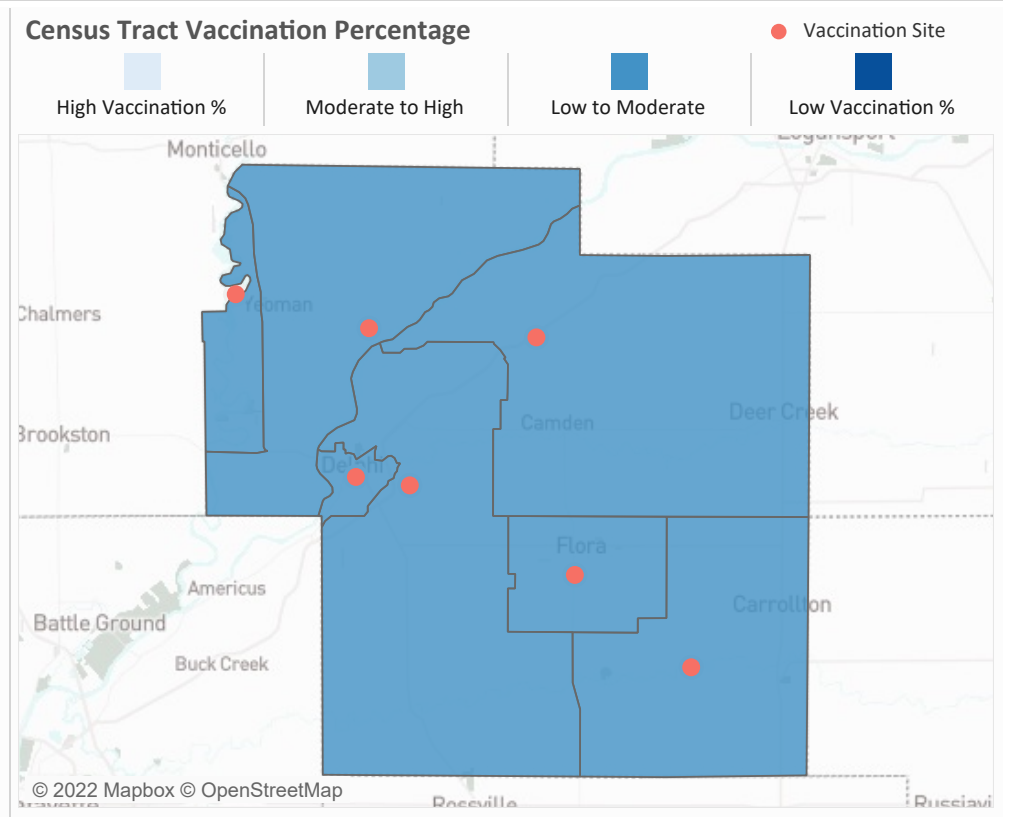 Census Tract Vaccination Percentage
Vaccination Site
High Vaccination %
Moderate to High
Low to Moderate
Low Vaccination %
Monticello
Logansport
Yeoman
Chalmers
Deer Creek
Camden
Brookston
Delphi
Flora
Americus
Carrollton
Battle Ground
Buck Creek
© 2022 Mapbox © OpenStreetMap
Rossville